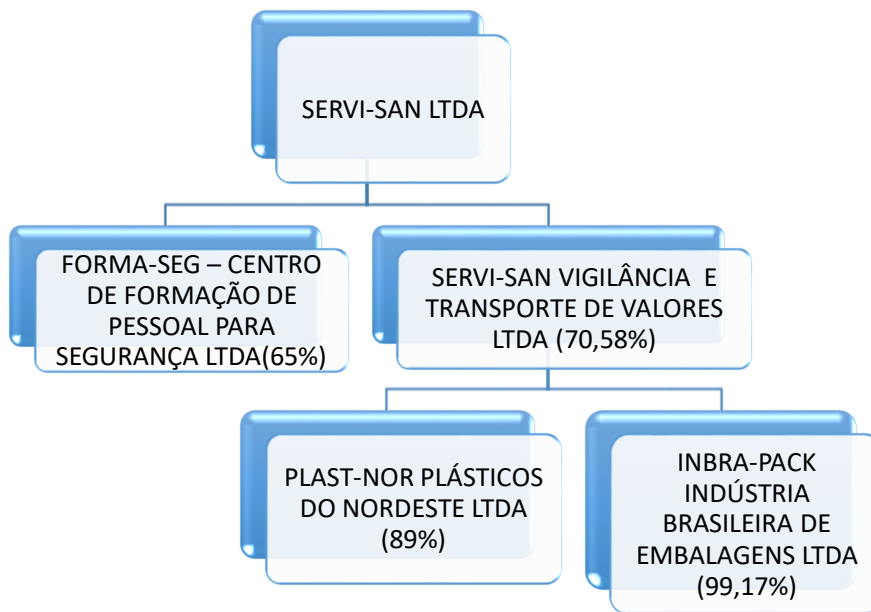 SERVI-SAN LTDA
FORMA-SEG – CENTRO
DE FORMAÇÃO DE
PESSOAL PARA
SEGURANÇA LTDA(65%)
SERVI-SAN VIGILÂNCIA E
TRANSPORTE DE VALORES
LTDA (70,58%)
PLAST-NOR PLÁSTICOS
DO NORDESTE LTDA
(89%)
INBRA-PACK
INDÚSTRIA
BRASILEIRA DE
EMBALAGENS LTDA
(99,17%)